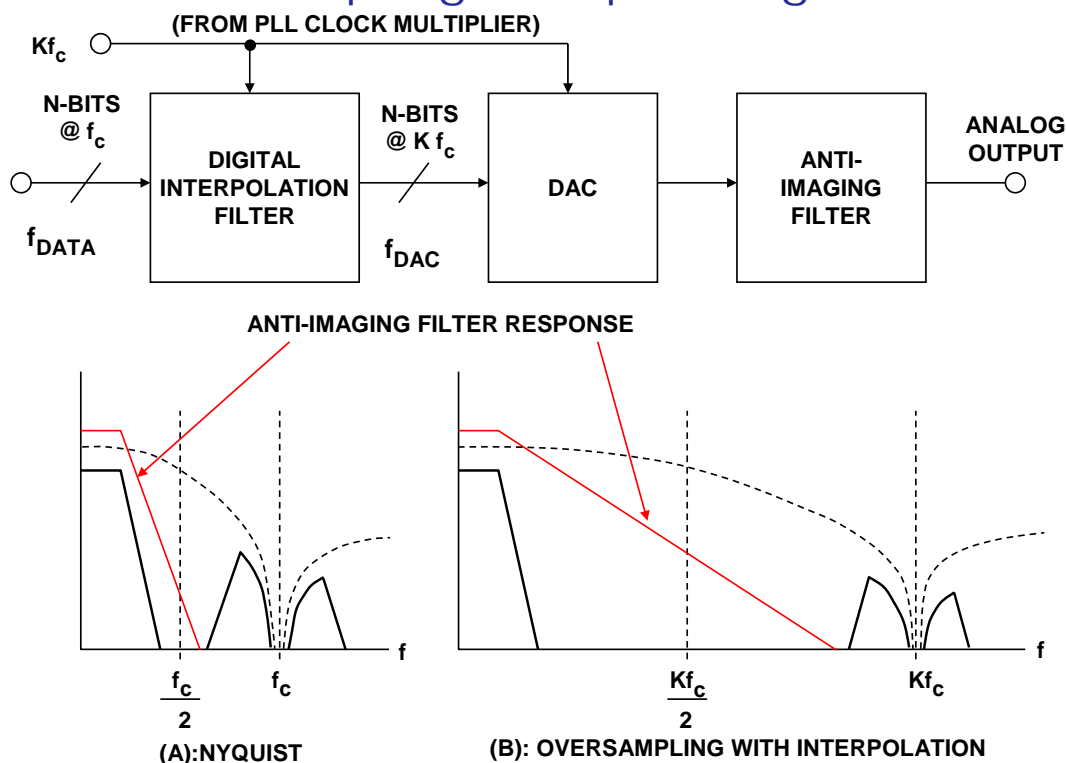 (FROM PLL CLOCK MULTIPLIER)
Kfc
N-BITS
@ fc
fDATA
DIGITAL
INTERPOLATION
FILTER
N-BITS
@ K fc
fDAC
DAC
ANTI-
IMAGING
FILTER
ANALOG
OUTPUT
ANTI-IMAGING FILTER RESPONSE
fc
2
fc
f
(A):NYQUIST
Kfc
2
Kfc
f
(B): OVERSAMPLING WITH INTERPOLATION